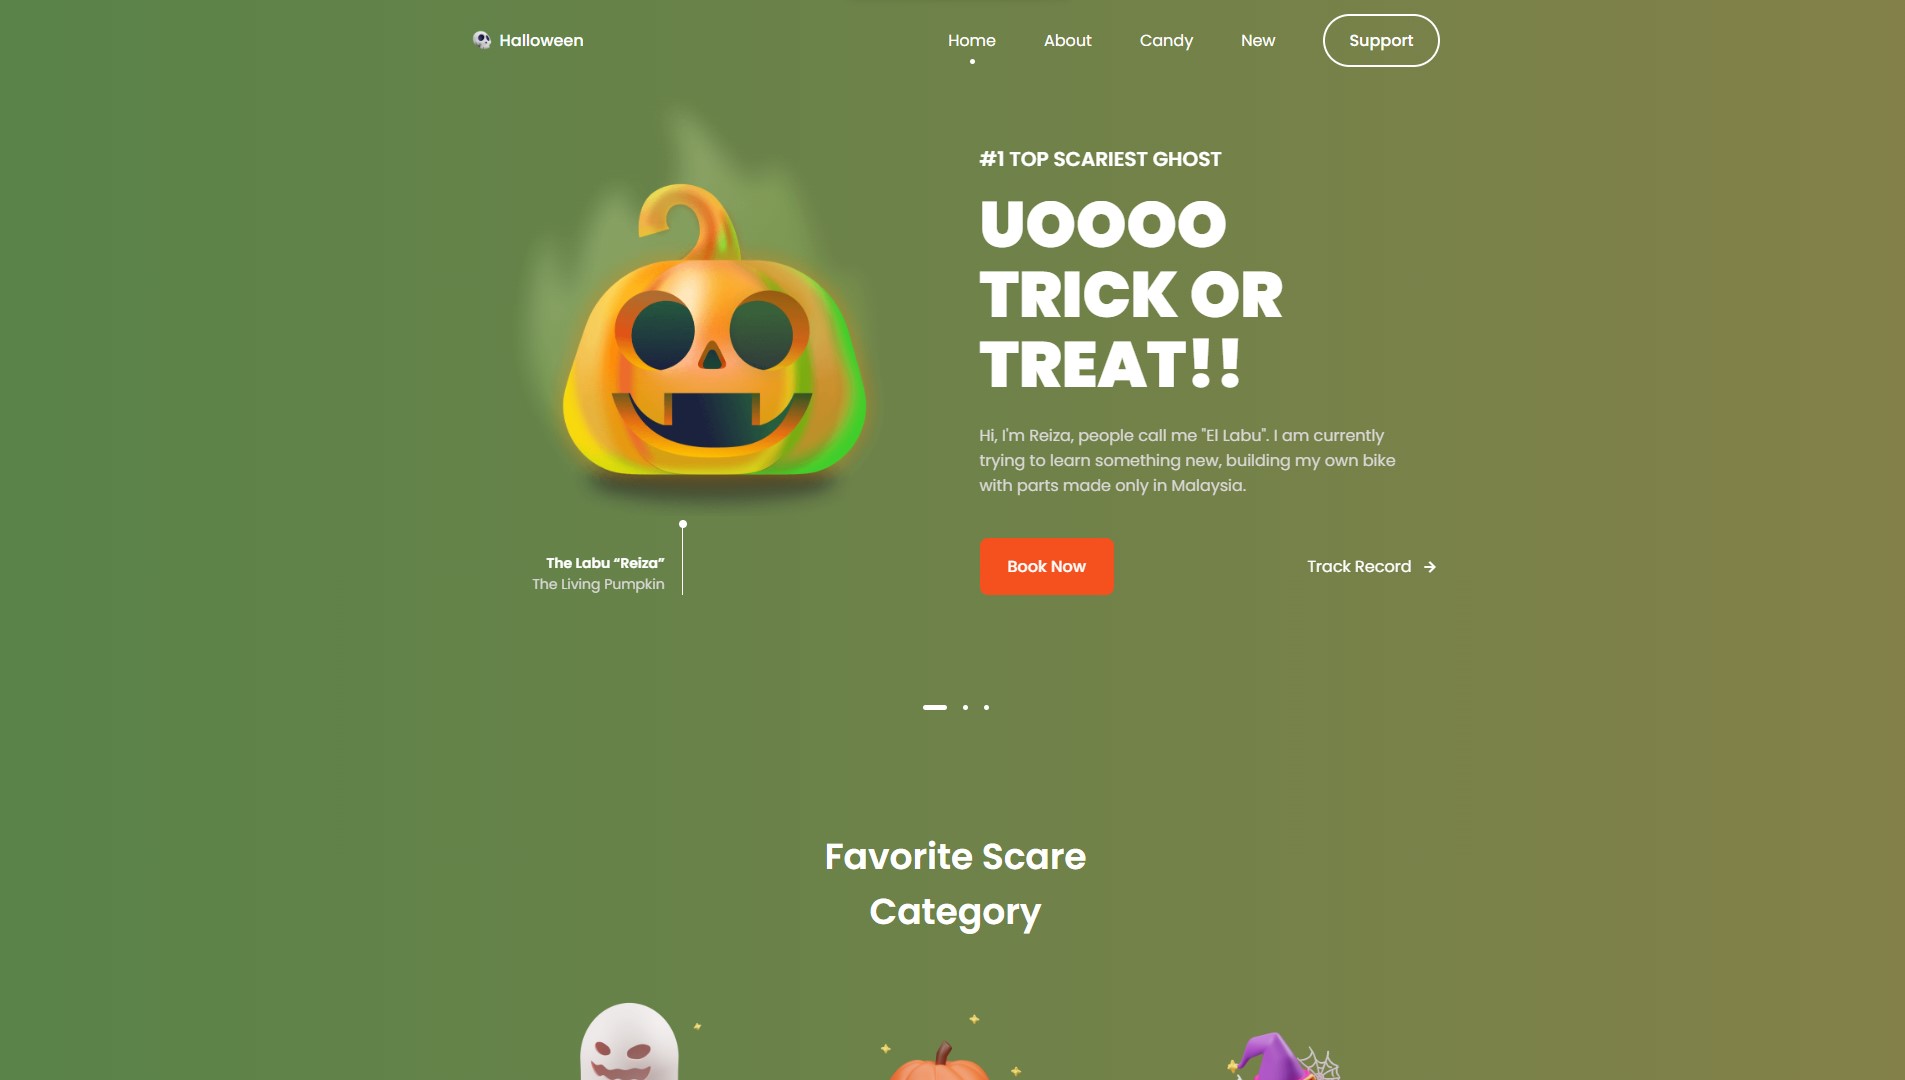 Halloween
Home
About
Candy
New
Support
#1 TOP SCARIEST GHOST
UOOOO
TRICK OR
TREAT!!
Hi, I'm Reiza, people call me "El Labu". I am currently
trying to learn something new, building my own bike
with parts made only in Malaysia.
The Labu “Reiza”
The Living Pumpkin
Book Now
Track Record
Favorite Scare
Category